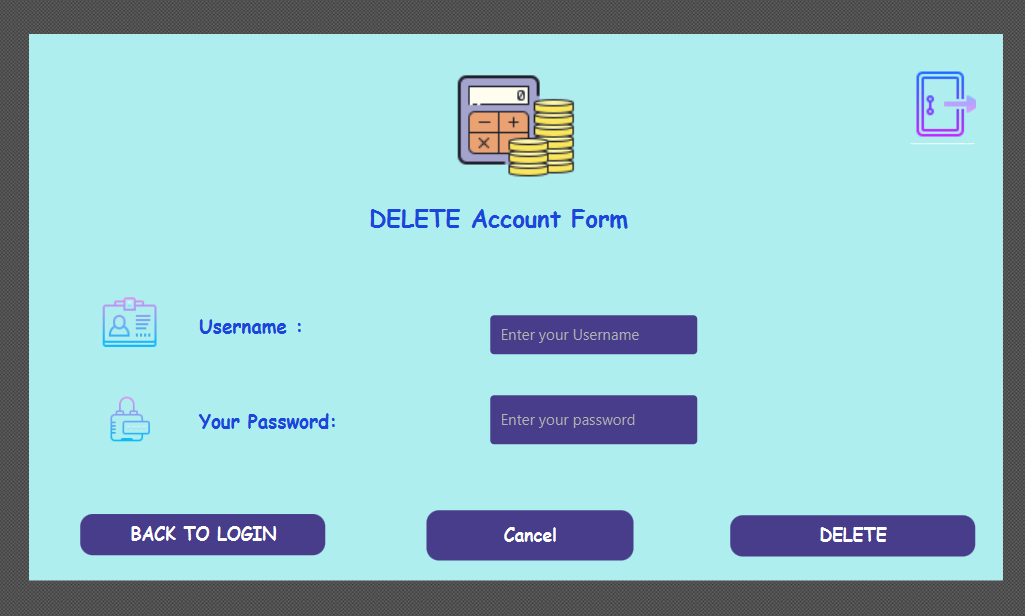 0
− +
×
DELETE Account Form
Username :
Enter your Username
Your Password:
Enter your password
BACK TO LOGIN
Cancel
DELETE